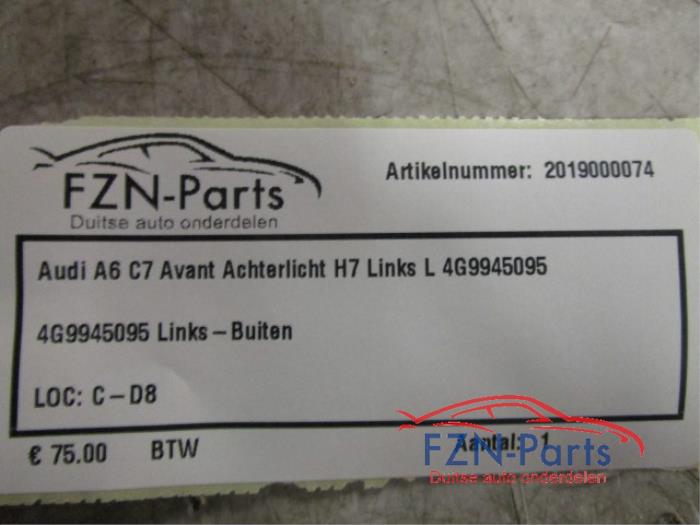 FZN-Parts
Duitse auto onderdelen
Artikelnummer: 2019000074
Audi A6 C7 Avant Achterlicht H7 Links L 4G9945095
4G9945095 Links – Buiten
LOC: C – D8
€ 75.00 BTW Aantal: 1
FZN-Parts
Duitse auto onderdelen